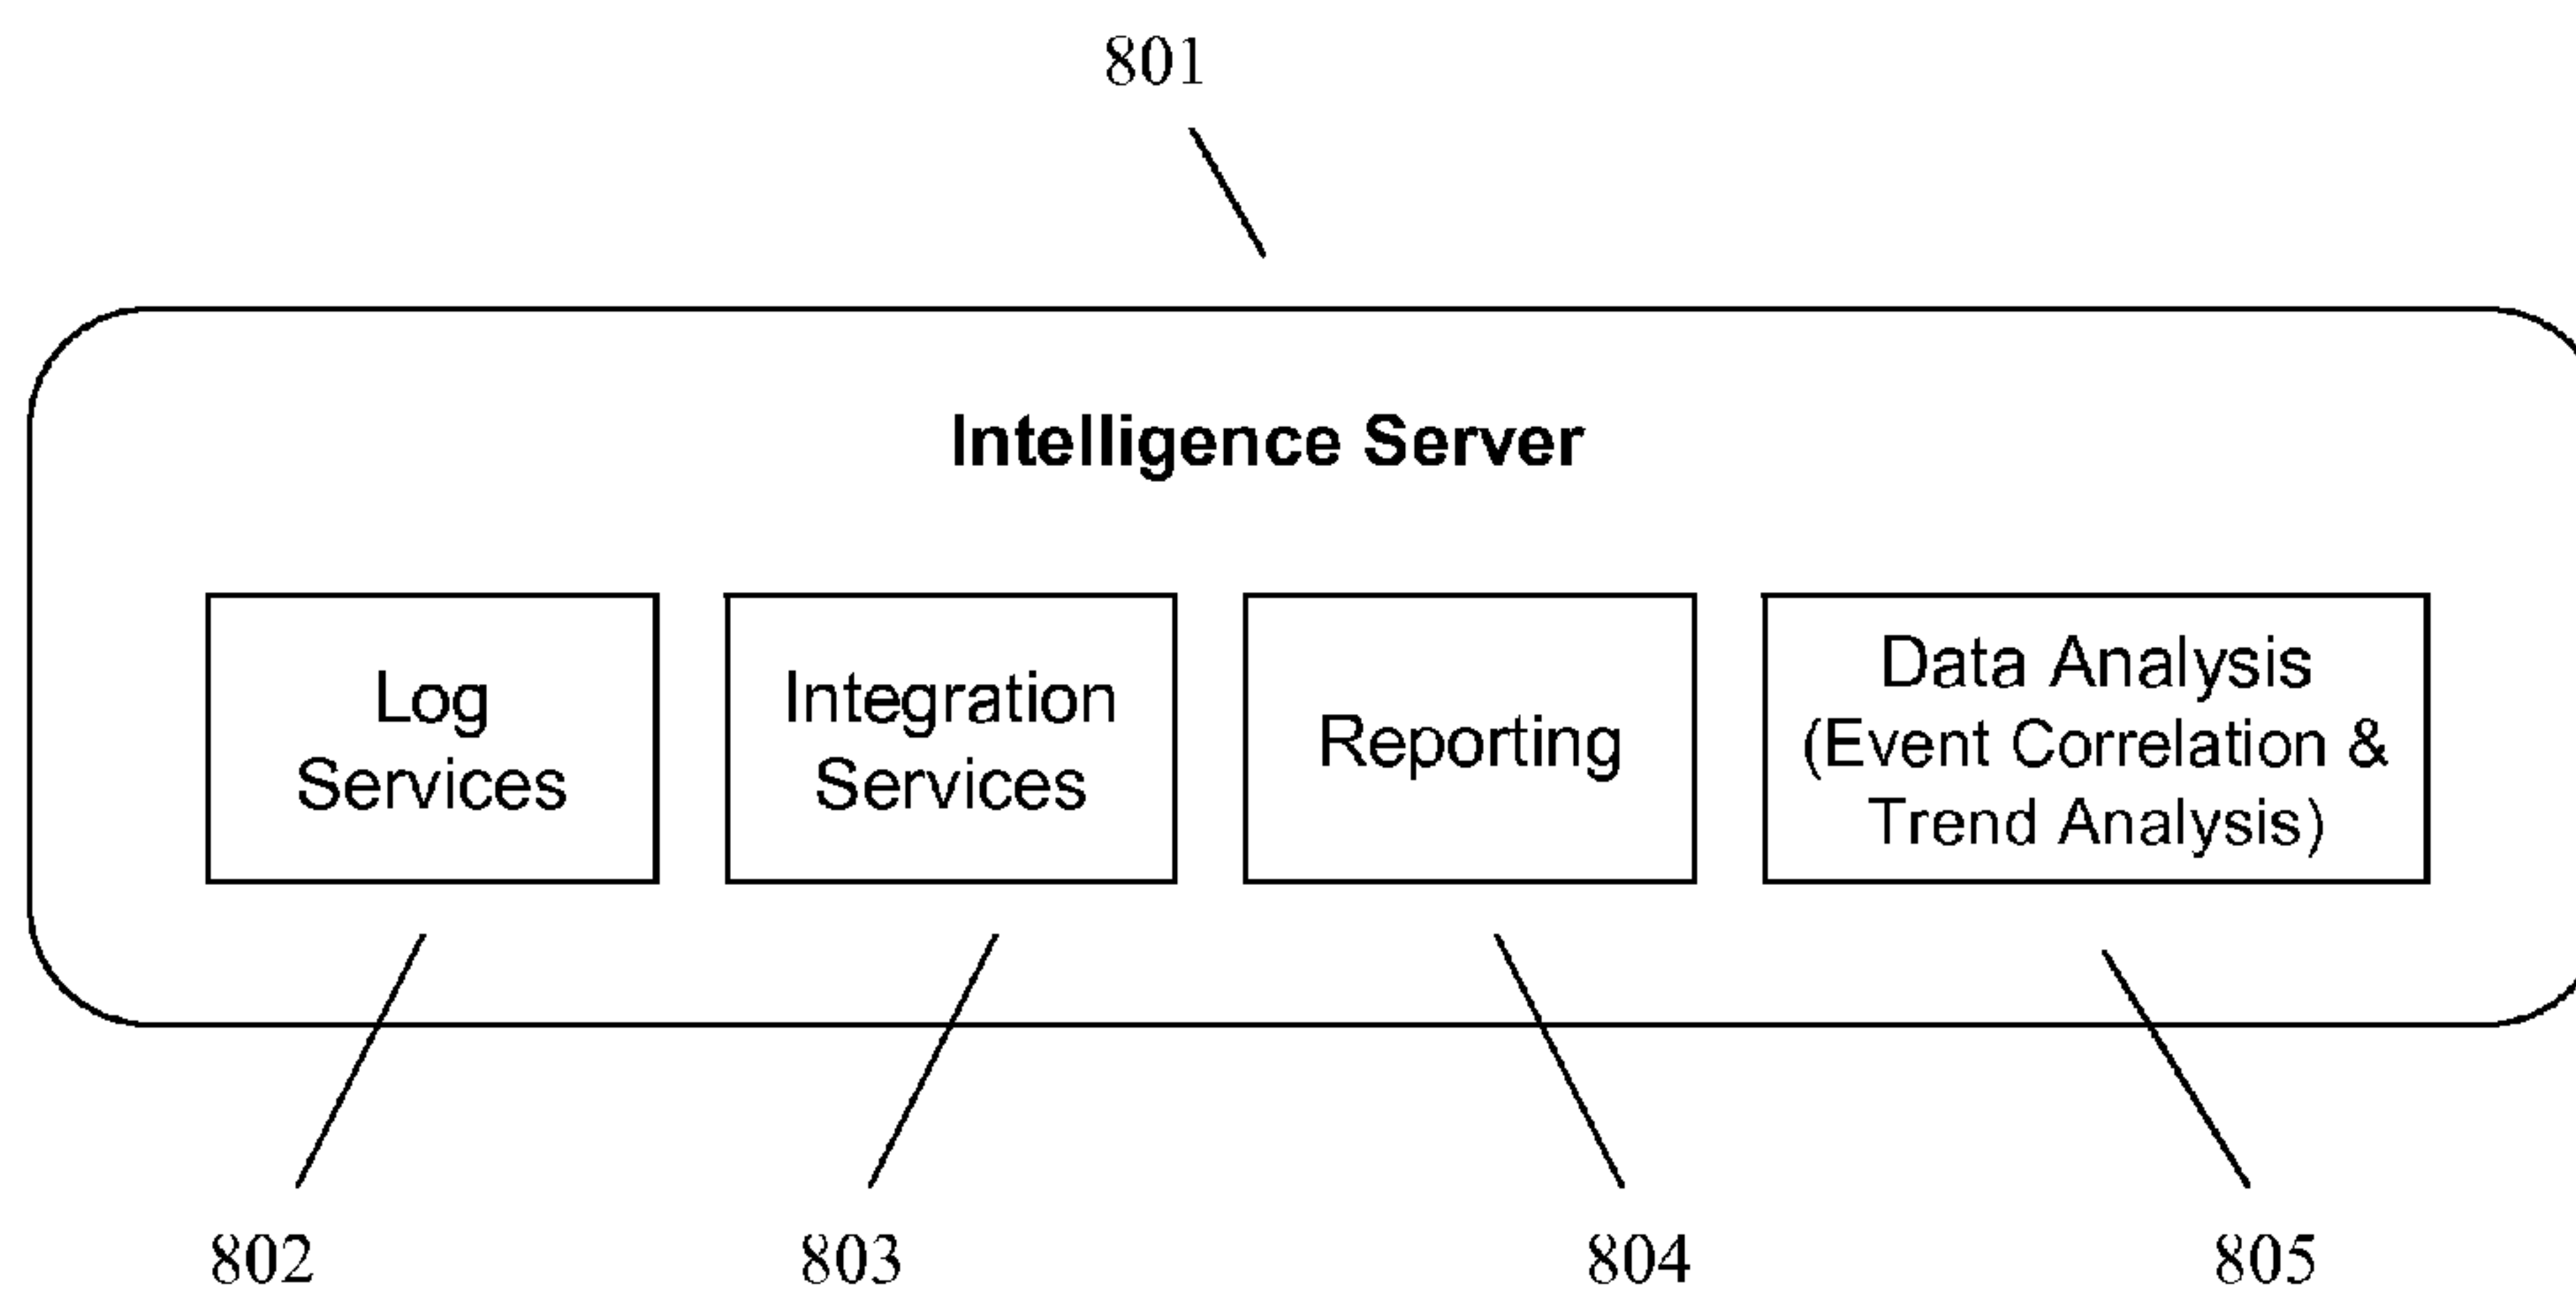 801
Intelligence Server
Log
Services
Integration
Services
Reporting
Data Analysis
(Event Correlation &
Trend Analysis)
802
803
804
805